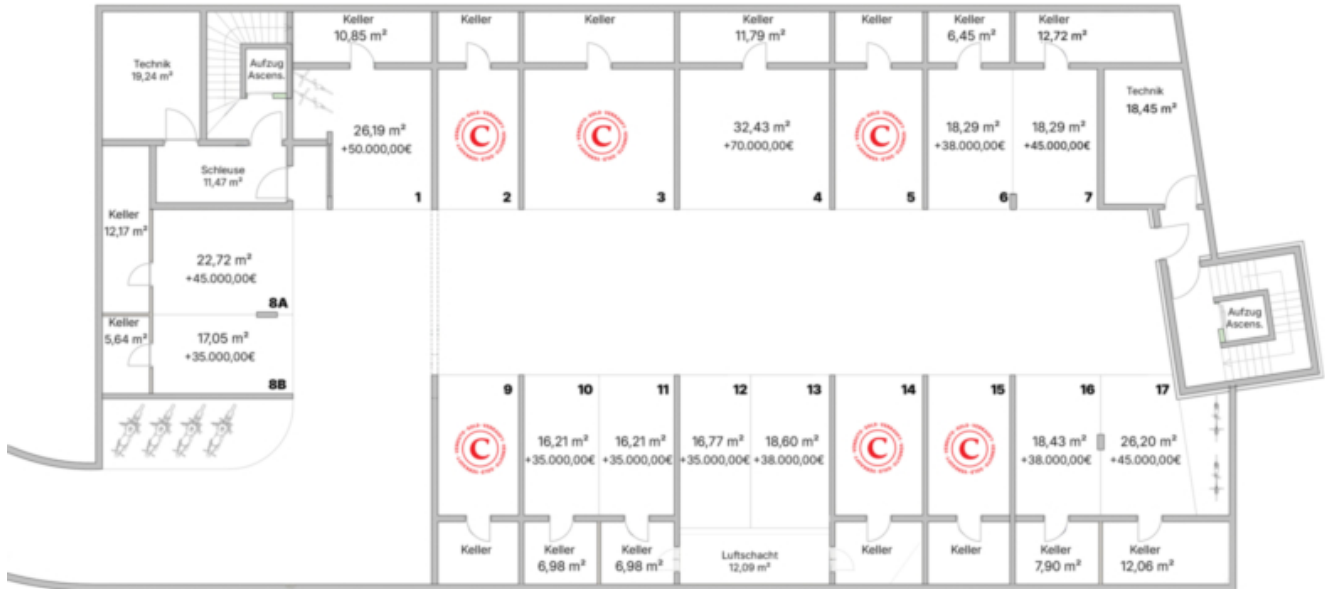 Keller
10,85 m²
Keller
Keller
Keller
11,79 m²
Keller
Keller
6,45 m²
Keller
12,72 m²
Technik
19,24 m²
Aufzug
Ascens.
26,19 m²
+50.000,00€
1
C
2
C
3
32,43 m²
+70.000,00€
4
C
5
18,29 m²
+38.000,00€
6
18,29 m²
+45.000,00€
7
Technik
18,45 m²
Schleuse
11,47 m²
Keller
12,17 m²
22,72 m²
+45.000,00€
8A
Keller
5,64 m²
17,05 m²
+35.000,00€
8B
Aufzug
Ascens.
9
C
10
16,21 m²
+35.000,00€
11
16,21 m²
+35.000,00€
12
16,77 m²
+35.000,00€
13
18,60 m²
+38.000,00€
14
C
15
C
16
18,43 m²
+38.000,00€
17
26,20 m²
+45.000,00€
Keller
Keller
6,98 m²
Keller
6,98 m²
Luftschacht
12,09 m²
Keller
Keller
Keller
7,90 m²
Keller
12,06 m²